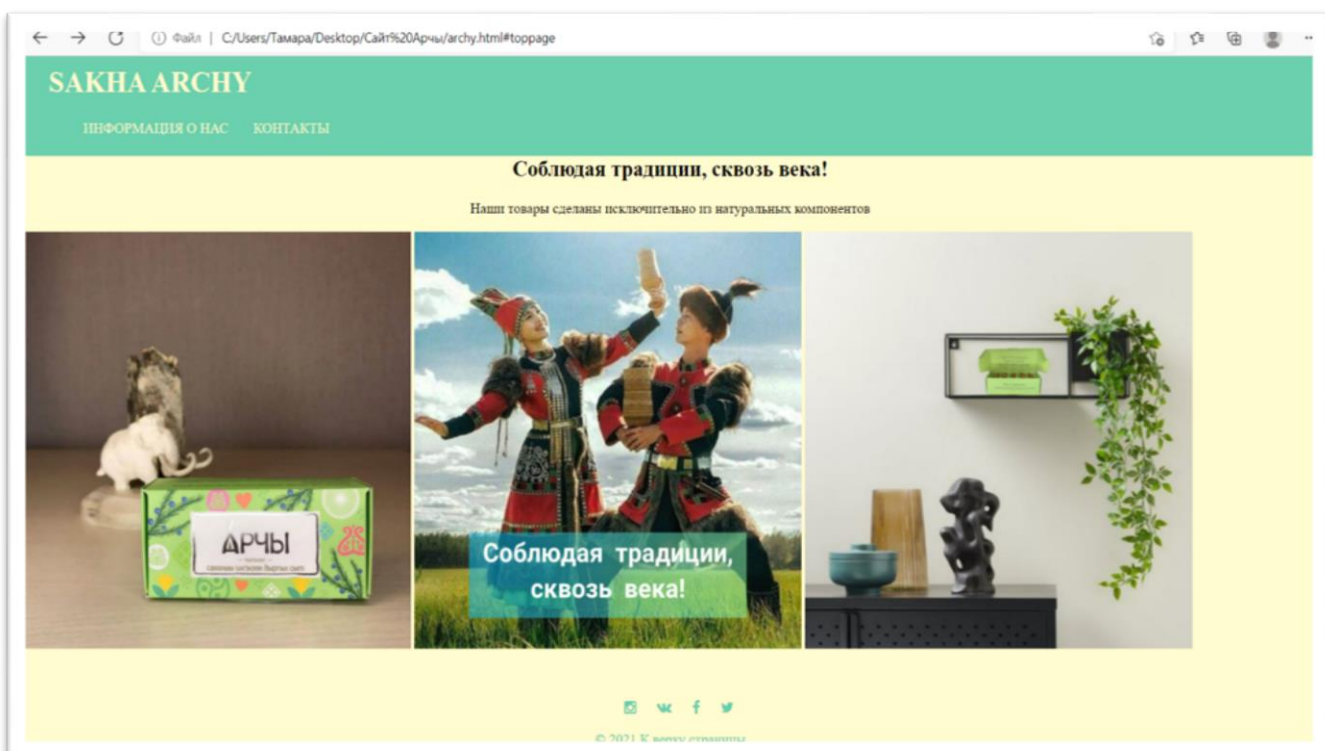 Файл | C:/Users/Тамара/Desktop/Сайт%20Арчы/archy.html#toppage
SAKHA ARCHY
ИНФОРМАЦИЯ О НАС КОНТАКТЫ
Соблюдая традиции, сквозь века!
Наши товары сделаны исключительно из натуральных компонентов
АРЧЫ
Соблюдая традиции,
сквозь века!
© 2021 К верху страницы